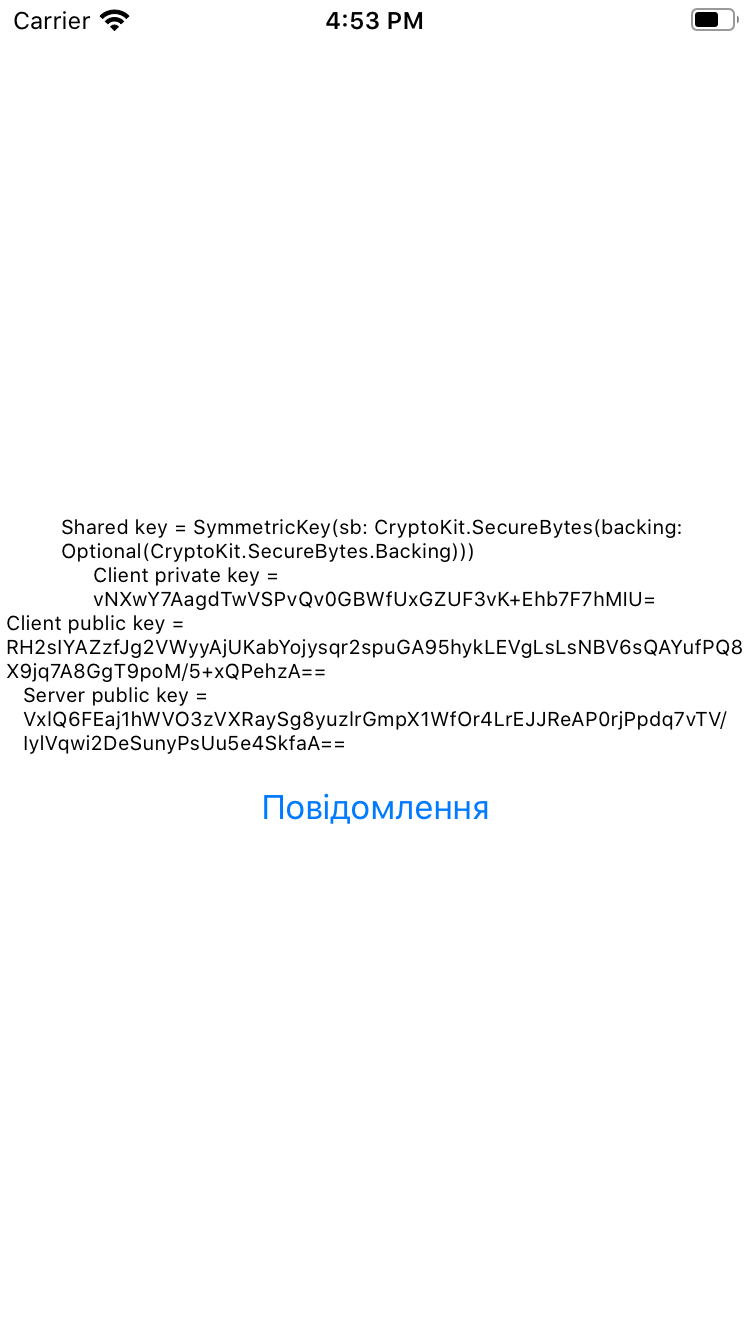 Carrier 4:53 PM
Shared key = SymmetricKey(sb: CryptoKit.SecureBytes(backing:
Optional(CryptoKit.SecureBytes.Backing)))
Client private key =
vNXwY7AagdTwVSPvQv0GBWfUxGZUF3vK+Ehb7F7hMIU=
Client public key =
RH2sIYAZzfJg2VWyyAjUKabYojysqr2spuGA95hykLEVgLsLsNBV6sQAYufPQ8
X9jq7A8GgT9poM/5+xQPehzA==
Server public key =
VxlQ6FEaj1hWVO3zVXRaySg8yuzlrGmpX1WfOr4LrEJJReAP0rjPpdq7vTV/
IylVqwi2DeSunyPsUu5e4SkfaA==
Повідомлення